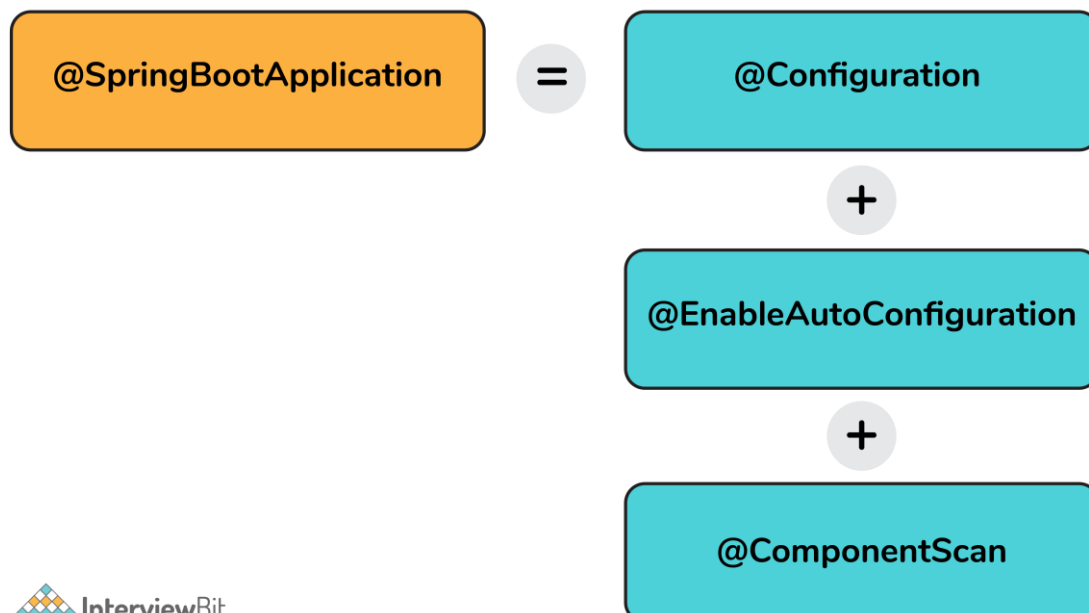 @SpringBootApplication
=
@Configuration
+
@EnableAutoConfiguration
+
@ComponentScan
InterviewBit